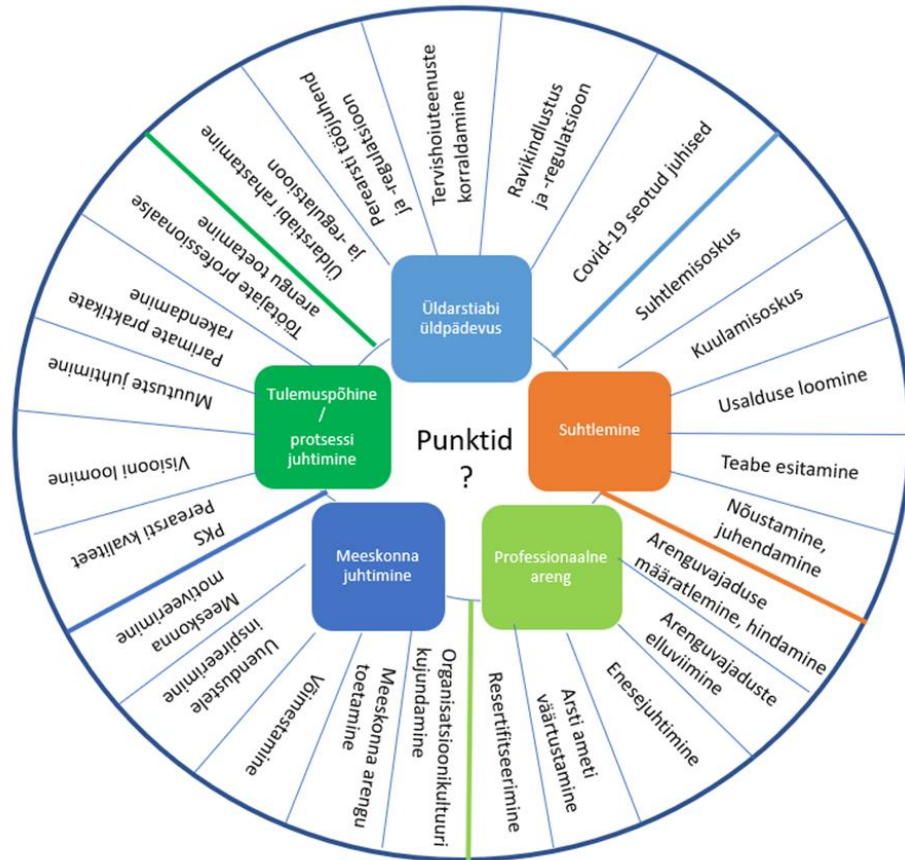 Üldarstiabi
üldpädevus
Üldarstiabi rahastamine
ja -regulatsioon
Perearsti tööjuhend
ja -regulatsioon
Tervishoiuteenuste
korraldamine
Ravikindlustus
ja -regulatsioon
Covid-19 seotud juhised
Suhtlemine
Suhtlemisoskus
Kuulamisoskus
Usalduse loomine
Teabe esitamine
Nõustamine,
juhendamine
Professionaalne
areng
Arenguvajaduse
määratlemine, hindamine
Arenguvajaduste
elluviimine
Enesejuhtimine
Arsti ameti
väärtustamine
Resertifitseerimine
Meeskonna
juhtimine
Organisatsioonikultuuri
kujundamine
Meeskonna arengu
toetamine
Võimestamine
Uuendustele
inspireerimine
Meeskonna
motiveerimine
Tulemuspõhine
/
protsessi
juhtimine
PKS
Perearsti kvaliteet
Visiooni loomine
Muutuste juhtimine
Parimate praktikate
rakendamine
Töötajate professionaalse
arengu toetamine
Punktid
?